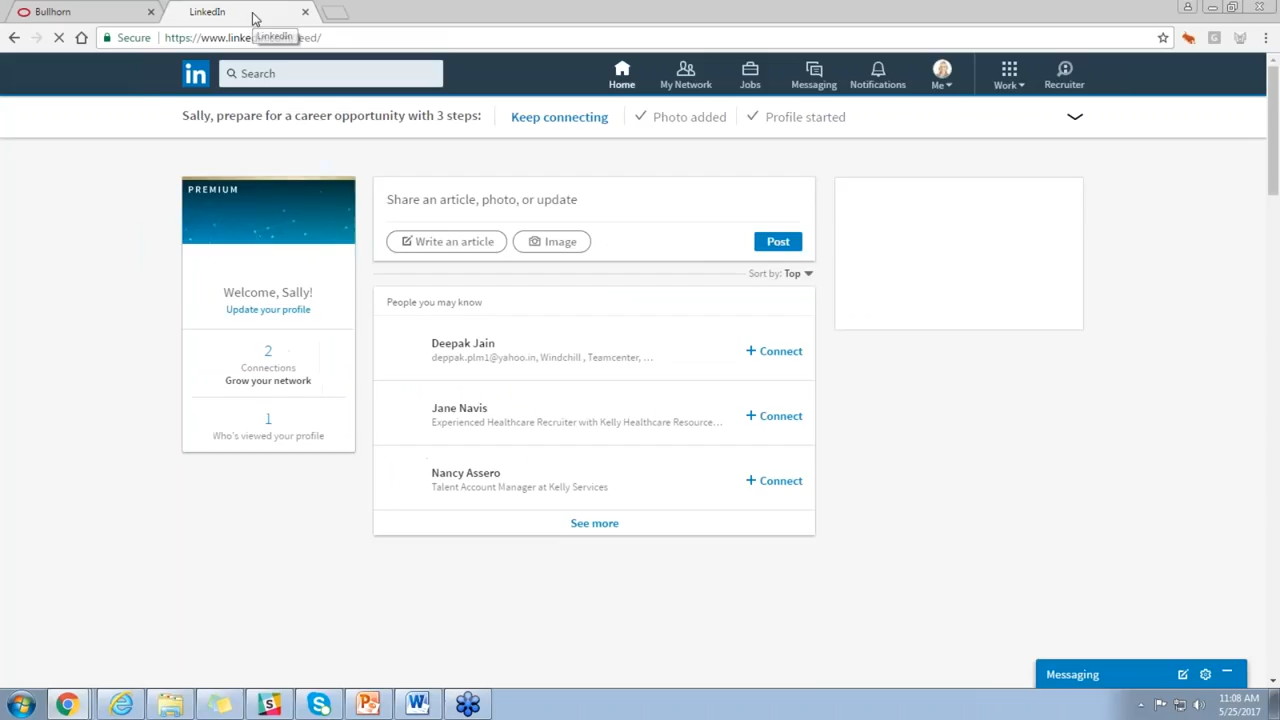 Bullhorn
LinkedIn
Secure https://www.linke eed/
LinkedIn
in Search
Home My Network Jobs Messaging Notifications Me Work Recruiter
Sally, prepare for a career opportunity with 3 steps: Keep connecting Photo added Profile started
PREMIUM
Welcome, Sally!
Update your profile
2
Connections
Grow your network
1
Who's viewed your profile
Share an article, photo, or update
Write an article Image Post
Sort by: Top
People you may know
Deepak Jain
deppak.plm1@yahoo.in, Windchill , Teamcenter, ...
+ Connect
Jane Navis
Experienced Healthcare Recruiter with Kelly Healthcare Resource...
+ Connect
Nancy Assero
Talent Account Manager at Kelly Services
+ Connect
See more
Messaging
11:08 AM
5/25/2017